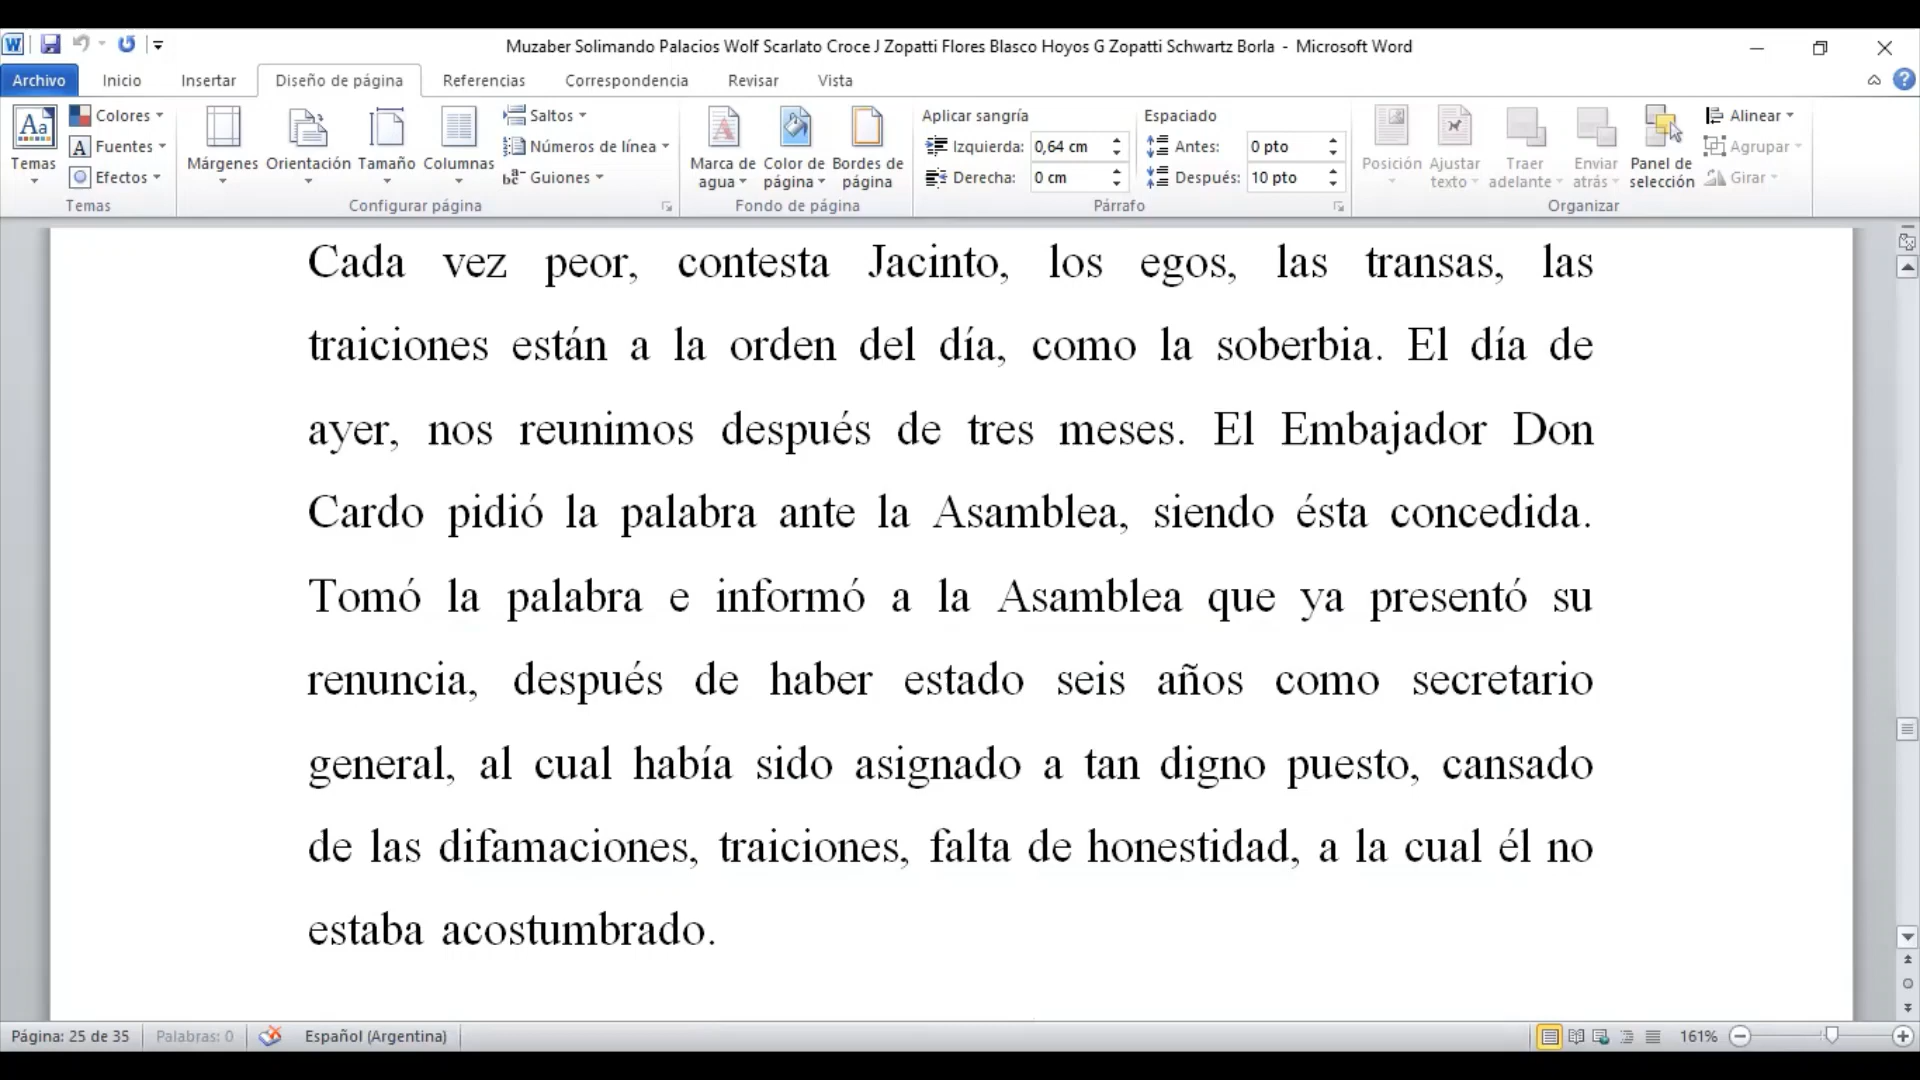 Muzaber Solimando Palacios Wolf Scarlato Croce J Zopatti Flores Blasco Hoyos G Zopatti Schwartz Borla - Microsoft Word
Archivo Inicio Insertar Diseño de página Referencias Correspondencia Revisar Vista
Temas Colores Fuentes Efectos
Temas
Márgenes Orientación Tamaño Columnas Saltos Números de línea Guiones
Configurar página
Marca de agua Color de página Bordes de página
Fondo de página
Aplicar sangría Espaciado
Izquierda: 0,64 cm Antes: 0 pto
Derecha: 0 cm Después: 10 pto
Párrafo
Posición Ajustar texto Traer adelante Enviar atrás Panel de selección Alinear Agrupar Girar
Organizar
Cada vez peor, contesta Jacinto, los egos, las transas, las
traiciones están a la orden del día, como la soberbia. El día de
ayer, nos reunimos después de tres meses. El Embajador Don
Cardo pidió la palabra ante la Asamblea, siendo ésta concedida.
Tomó la palabra e informó a la Asamblea que ya presentó su
renuncia, después de haber estado seis años como secretario
general, al cual había sido asignado a tan digno puesto, cansado
de las difamaciones, traiciones, falta de honestidad, a la cual él no
estaba acostumbrado.
Página: 25 de 35 Palabras: 0 Español (Argentina) 161%